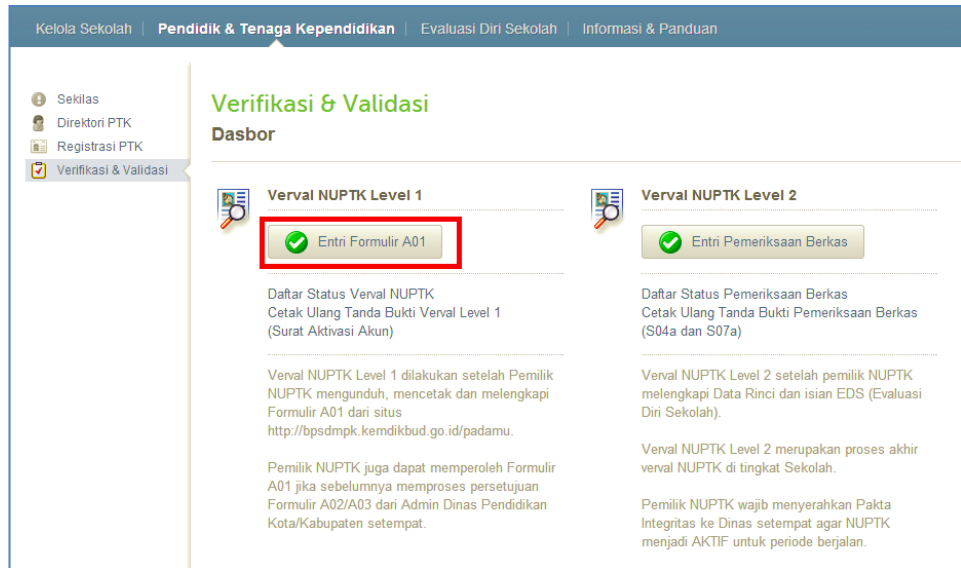 Kelola Sekolah | Pendidik & Tenaga Kependidikan | Evaluasi Diri Sekolah | Informasi & Panduan
Sekilas
Direktori PTK
Registrasi PTK
Verifikasi & Validasi
Verifikasi & Validasi
Dasbor
Verval NUPTK Level 1
Entri Formulir A01
Daftar Status Verval NUPTK
Cetak Ulang Tanda Bukti Verval Level 1
(Surat Aktivasi Akun)
Verval NUPTK Level 1 dilakukan setelah Pemilik
NUPTK mengunduh, mencetak dan melengkapi
Formulir A01 dari situs
http://bpsdmpk.kemdikbud.go.id/padamu.
Pemilik NUPTK juga dapat memperoleh Formulir
A01 jika sebelumnya memproses persetujuan
Formulir A02/A03 dari Admin Dinas Pendidikan
Kota/Kabupaten setempat.
Verval NUPTK Level 2
Entri Pemeriksaan Berkas
Daftar Status Pemeriksaan Berkas
Cetak Ulang Tanda Bukti Pemeriksaan Berkas
(S04a dan S07a)
Verval NUPTK Level 2 setelah pemilik NUPTK
melengkapi Data Rinci dan isian EDS (Evaluasi
Diri Sekolah).
Verval NUPTK Level 2 merupakan proses akhir
verval NUPTK di tingkat Sekolah.
Pemilik NUPTK wajib menyerahkan Pakta
Integritas ke Dinas setempat agar NUPTK
menjadi AKTIF untuk periode berjalan.